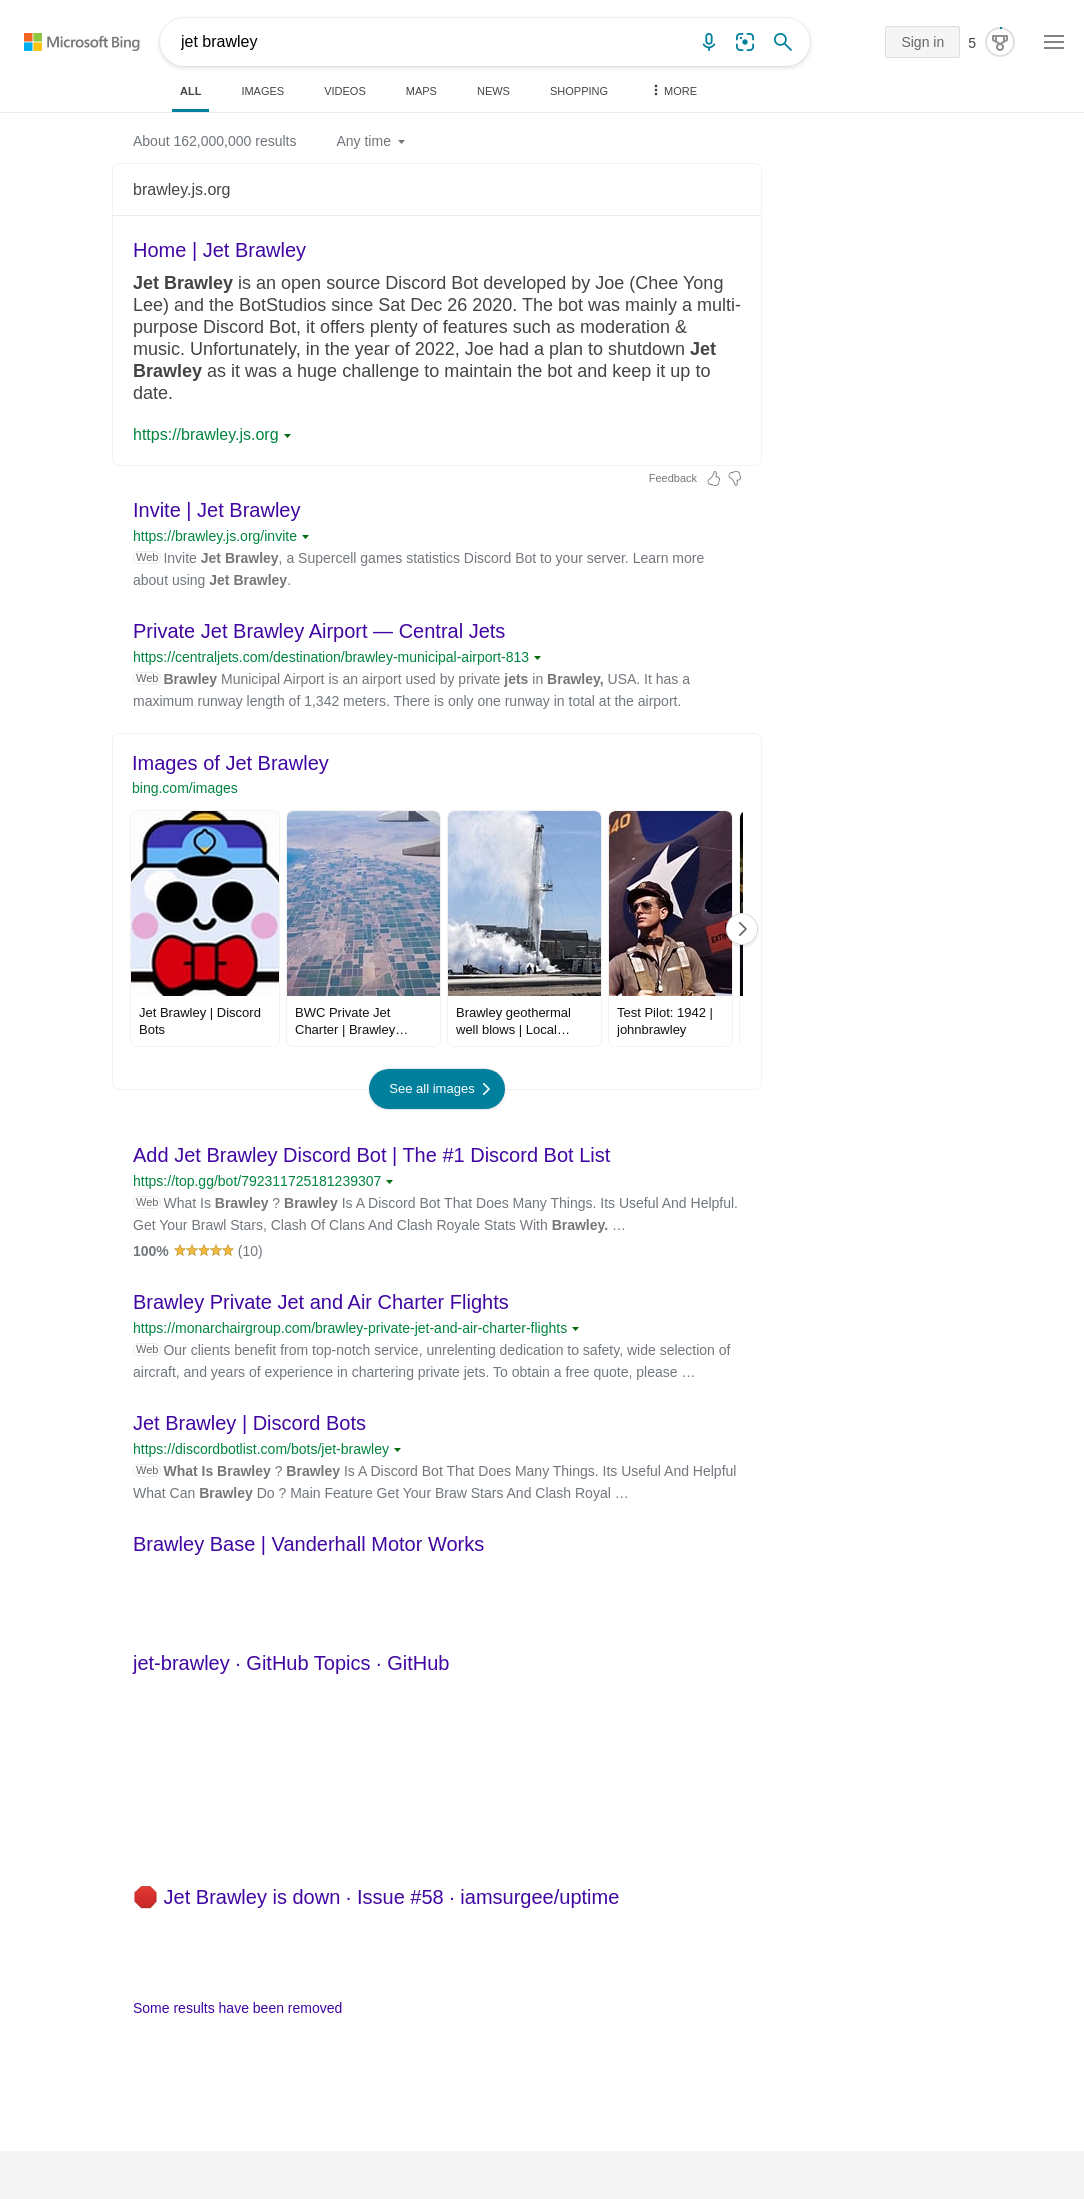 Microsoft Bing
jet brawley
Sign in
5
ALL
IMAGES
VIDEOS
MAPS
NEWS
SHOPPING
MORE
About 162,000,000 results
Any time
brawley.js.org
Home | Jet Brawley
Jet Brawley is an open source Discord Bot developed by Joe (Chee Yong
Lee) and the BotStudios since Sat Dec 26 2020. The bot was mainly a multi-
purpose Discord Bot, it offers plenty of features such as moderation &
music. Unfortunately, in the year of 2022, Joe had a plan to shutdown Jet
Brawley as it was a huge challenge to maintain the bot and keep it up to
date.
https://brawley.js.org
Feedback
Invite | Jet Brawley
https://brawley.js.org/invite
Web Invite Jet Brawley, a Supercell games statistics Discord Bot to your server. Learn more
about using Jet Brawley.
Private Jet Brawley Airport — Central Jets
https://centraljets.com/destination/brawley-municipal-airport-813
Web Brawley Municipal Airport is an airport used by private jets in Brawley, USA. It has a
maximum runway length of 1,342 meters. There is only one runway in total at the airport.
Images of Jet Brawley
bing.com/images
40
EXTIN
Jet Brawley | Discord
Bots
BWC Private Jet
Charter | Brawley…
Brawley geothermal
well blows | Local…
Test Pilot: 1942 |
johnbrawley
See all images
Add Jet Brawley Discord Bot | The #1 Discord Bot List
https://top.gg/bot/792311725181239307
Web What Is Brawley ? Brawley Is A Discord Bot That Does Many Things. Its Useful And Helpful.
Get Your Brawl Stars, Clash Of Clans And Clash Royale Stats With Brawley. …
100% (10)
Brawley Private Jet and Air Charter Flights
https://monarchairgroup.com/brawley-private-jet-and-air-charter-flights
Web Our clients benefit from top-notch service, unrelenting dedication to safety, wide selection of
aircraft, and years of experience in chartering private jets. To obtain a free quote, please …
Jet Brawley | Discord Bots
https://discordbotlist.com/bots/jet-brawley
Web What Is Brawley ? Brawley Is A Discord Bot That Does Many Things. Its Useful And Helpful
What Can Brawley Do ? Main Feature Get Your Braw Stars And Clash Royal …
Brawley Base | Vanderhall Motor Works
jet-brawley · GitHub Topics · GitHub
🛑 Jet Brawley is down · Issue #58 · iamsurgee/uptime
Some results have been removed